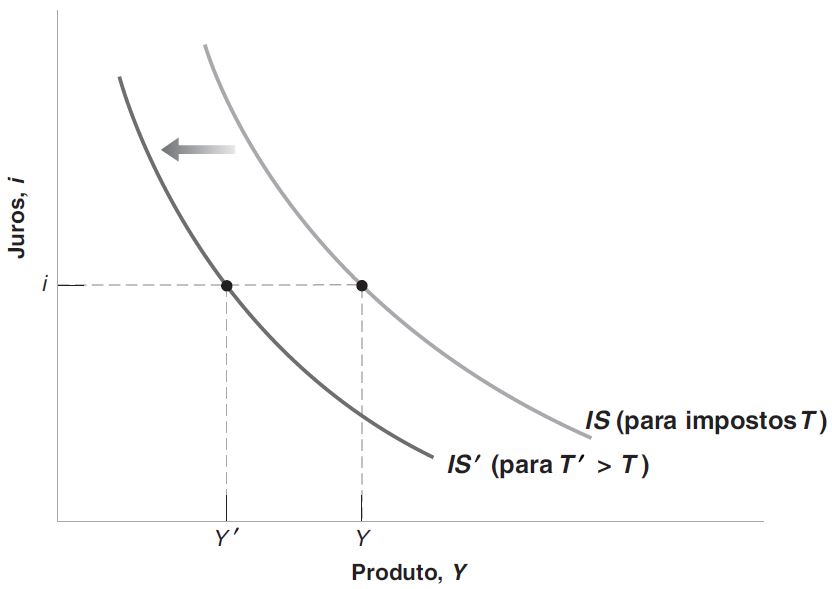 Juros, i
i
IS (para impostos T)
IS′ (para T′ > T)
Y′
Y
Produto, Y